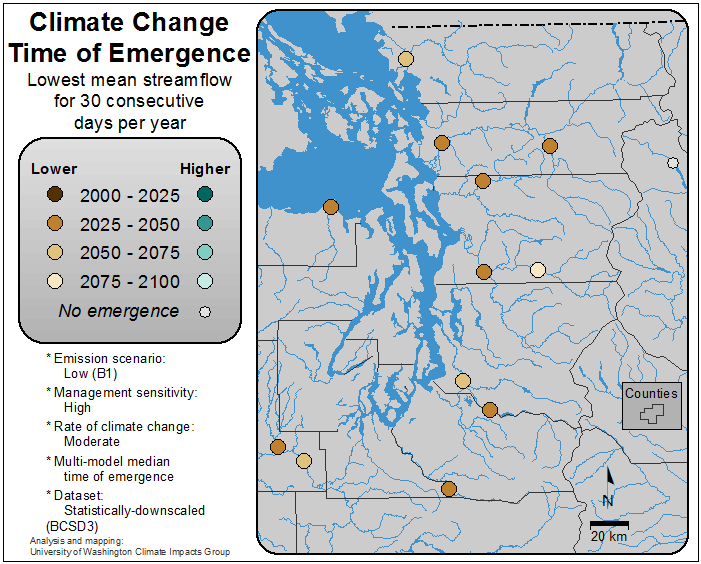 Climate Change
Time of Emergence
Lowest mean streamflow
for 30 consecutive
days per year
Lower Higher
2000 - 2025
2025 - 2050
2050 - 2075
2075 - 2100
No emergence
* Emission scenario:
Low (B1)
* Management sensitivity:
High
* Rate of climate change:
Moderate
* Multi-model median
time of emergence
* Dataset:
Statistically-downscaled
(BCSD3)
Analysis and mapping:
University of Washington Climate Impacts Group
Counties
N
20 km